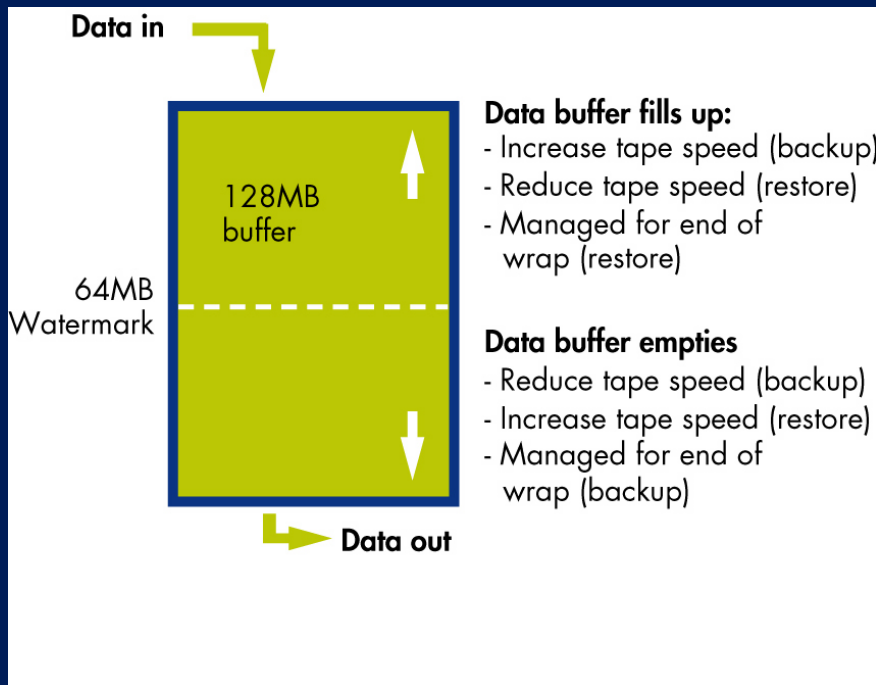 Data in
128MB
buffer
64MB
Watermark
Data out
Data buffer fills up:
- Increase tape speed (backup)
- Reduce tape speed (restore)
- Managed for end of
wrap (restore)
Data buffer empties
- Reduce tape speed (backup)
- Increase tape speed (restore)
- Managed for end of
wrap (backup)